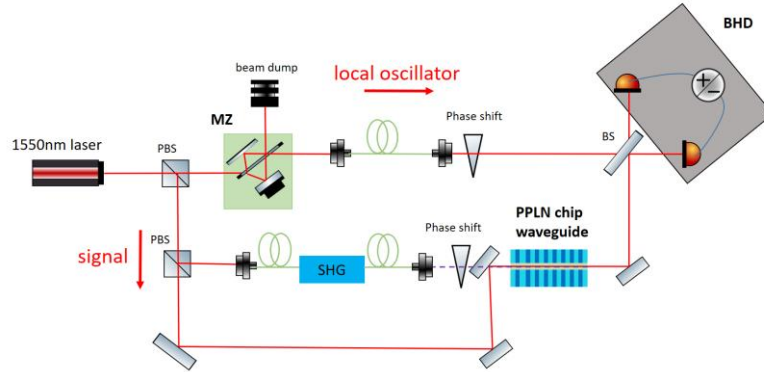 BHD
beam dump
local oscillator
MZ
Phase shift
1550nm laser
PBS
BS
PPLN chip
waveguide
Phase shift
PBS
signal
SHG